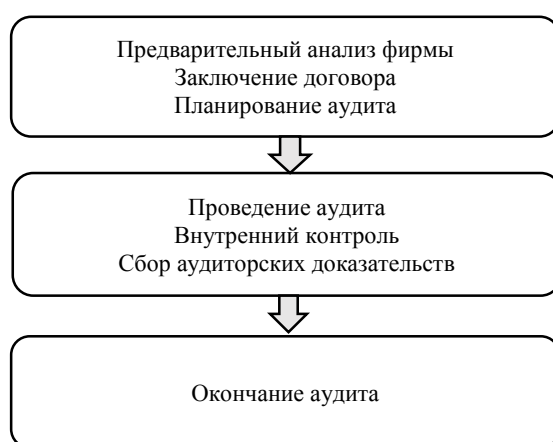 Предварительный анализ фирмы
Заключение договора
Планирование аудита
Проведение аудита
Внутренний контроль
Сбор аудиторских доказательств
Окончание аудита